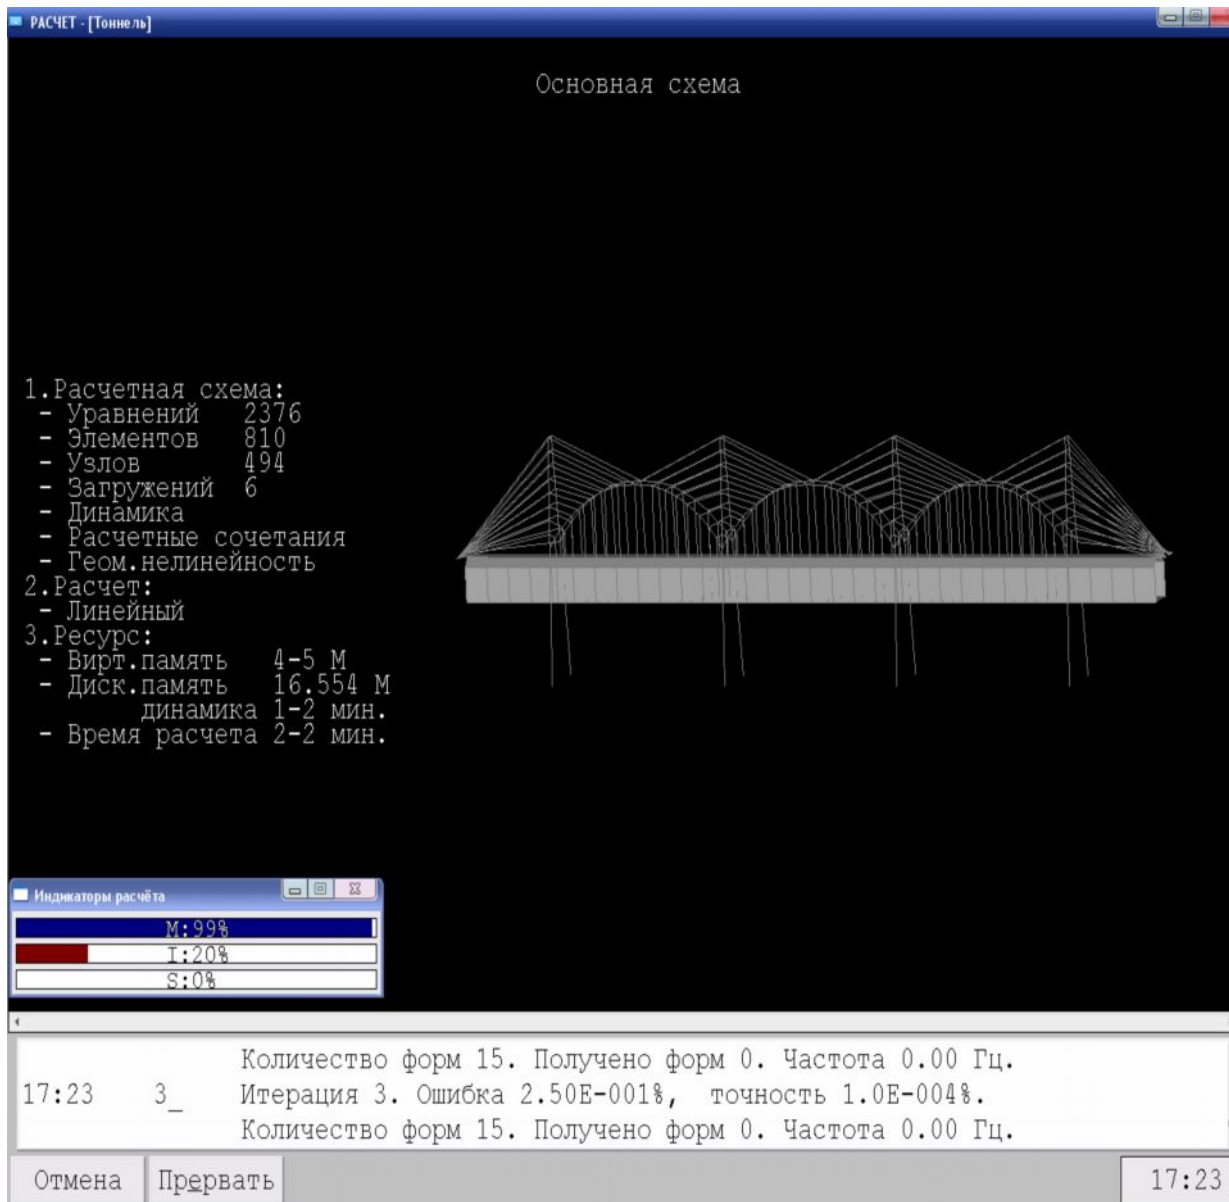 РАСЧЕТ - [Тоннель]
Основная схема
1.Расчетная схема:
- Уравнений 2376
- Элементов 810
- Узлов 494
- Загружений 6
- Динамика
- Расчетные сочетания
- Геом.нелинейность
2.Расчет:
- Линейный
3.Ресурс:
- Вирт.память 4-5 М
- Диск.память 16.554 М
динамика 1-2 мин.
- Время расчета 2-2 мин.
Индикаторы расчёта
M:99%
I:20%
S:0%
Количество форм 15. Получено форм 0. Частота 0.00 Гц.
17:23 3_ Итерация 3. Ошибка 2.50E-001%, точность 1.0E-004%.
Количество форм 15. Получено форм 0. Частота 0.00 Гц.
Отмена Прервать 17:23